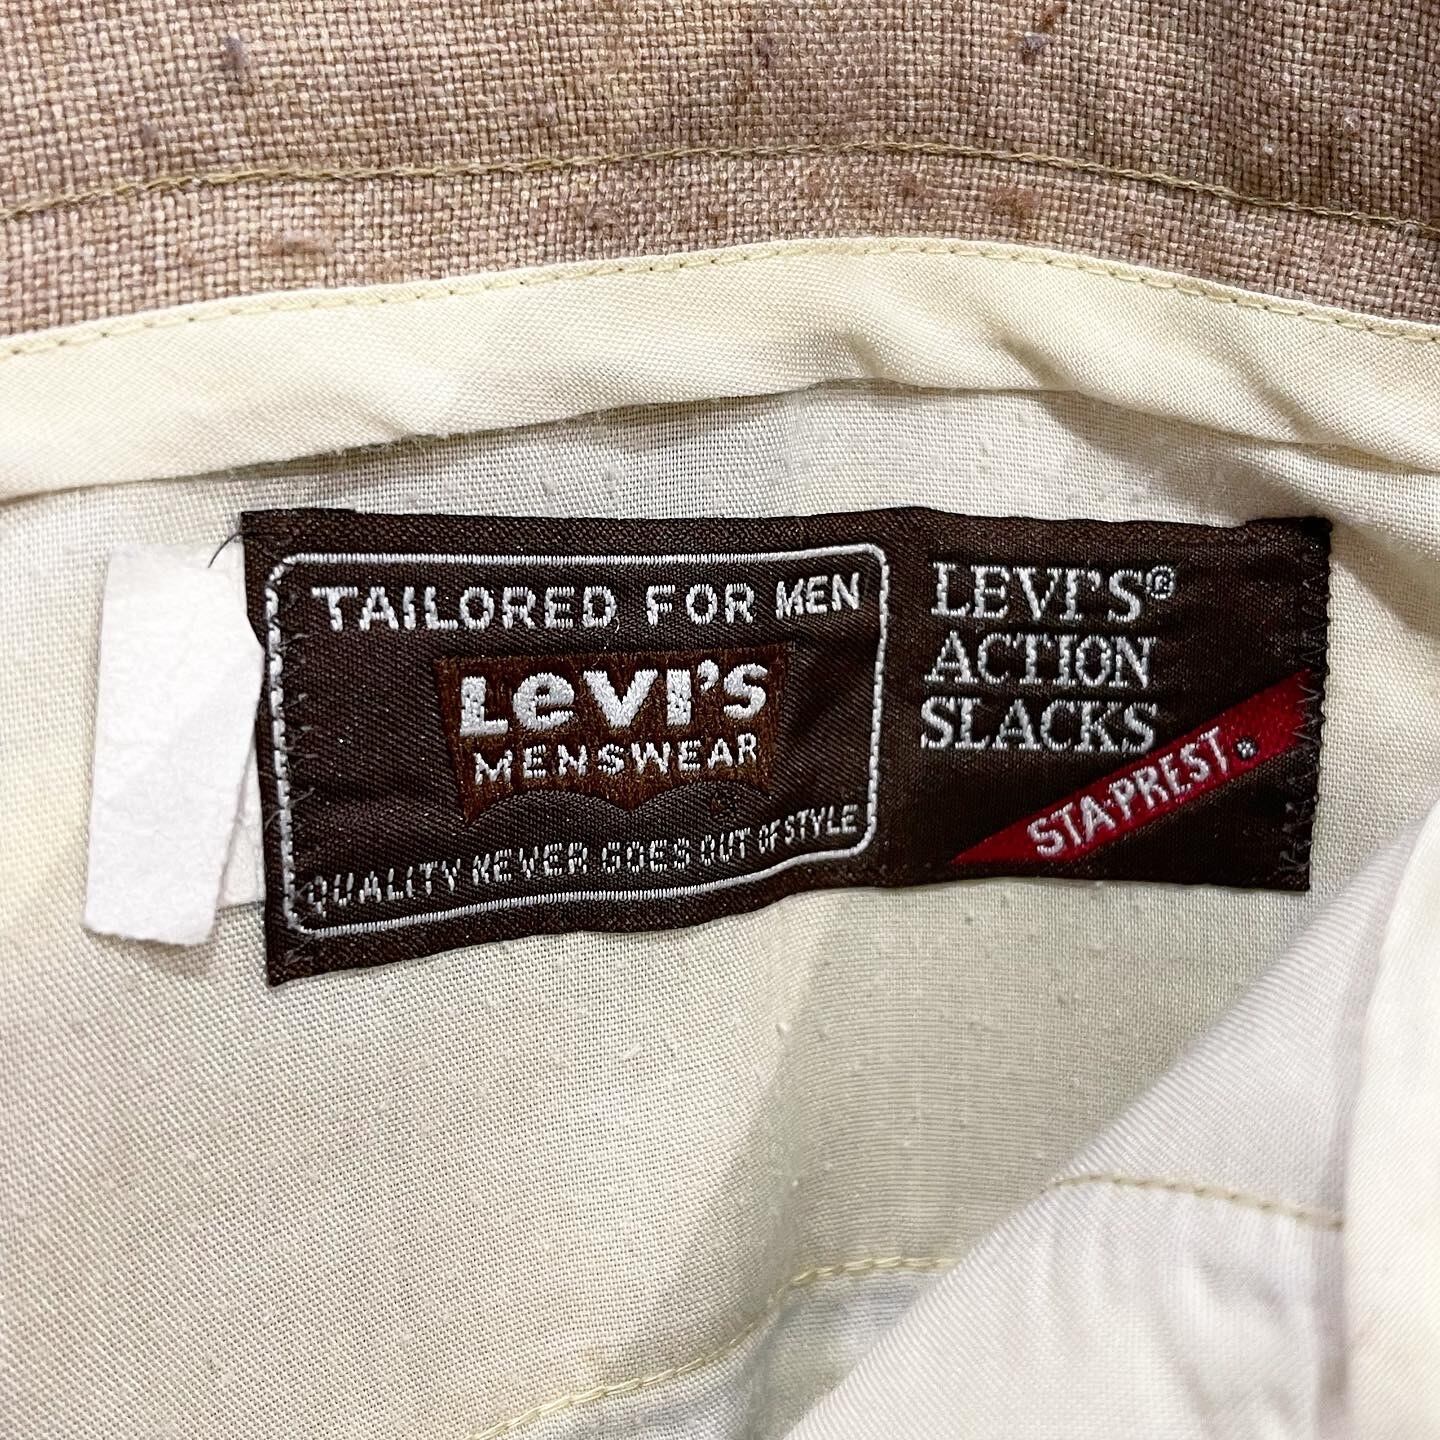 TAILORED FOR MEN
LeVI'S
MENSWEAR
QUALITY NEVER GOES OUT OF STYLE
LEVI'S®
ACTION
SLACKS
STA-PREST®